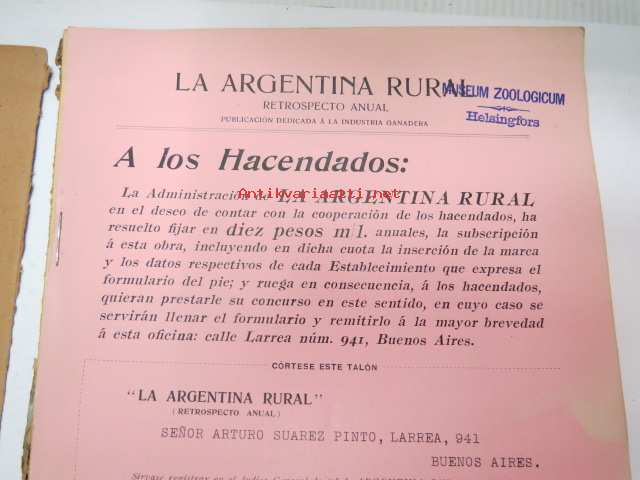 LA ARGENTINA RURAL
MUSEUM ZOOLOGICUM
Helsingfors
RETROSPECTO ANUAL
PUBLICACIÓN DEDICADA Á LA INDUSTRIA GANADERA
A los Hacendados:
La Administración de LA ARGENTINA RURAL
Antikvariaatti.net
en el deseo de contar con la cooperación de los hacendados, ha
resuelto fijar en diez pesos m/l. anuales, la subscripción
á esta obra, incluyendo en dicha cuota la inserción de la marca
y los datos respectivos de cada Establecimiento que expresa el
formulario del pie; y ruega en consecuencia, á los hacendados,
quieran prestarle su concurso en este sentido, en cuyo caso se
servirán llenar el formulario y remitirlo á la mayor brevedad
á esta oficina: calle Larrea núm. 941, Buenos Aires.
CÓRTESE ESTE TALÓN
"LA ARGENTINA RURAL"
(RETROSPECTO ANUAL)
SEÑOR ARTURO SUAREZ PINTO, LARREA, 941
BUENOS AIRES.
Sírvase registrar en el Indice General